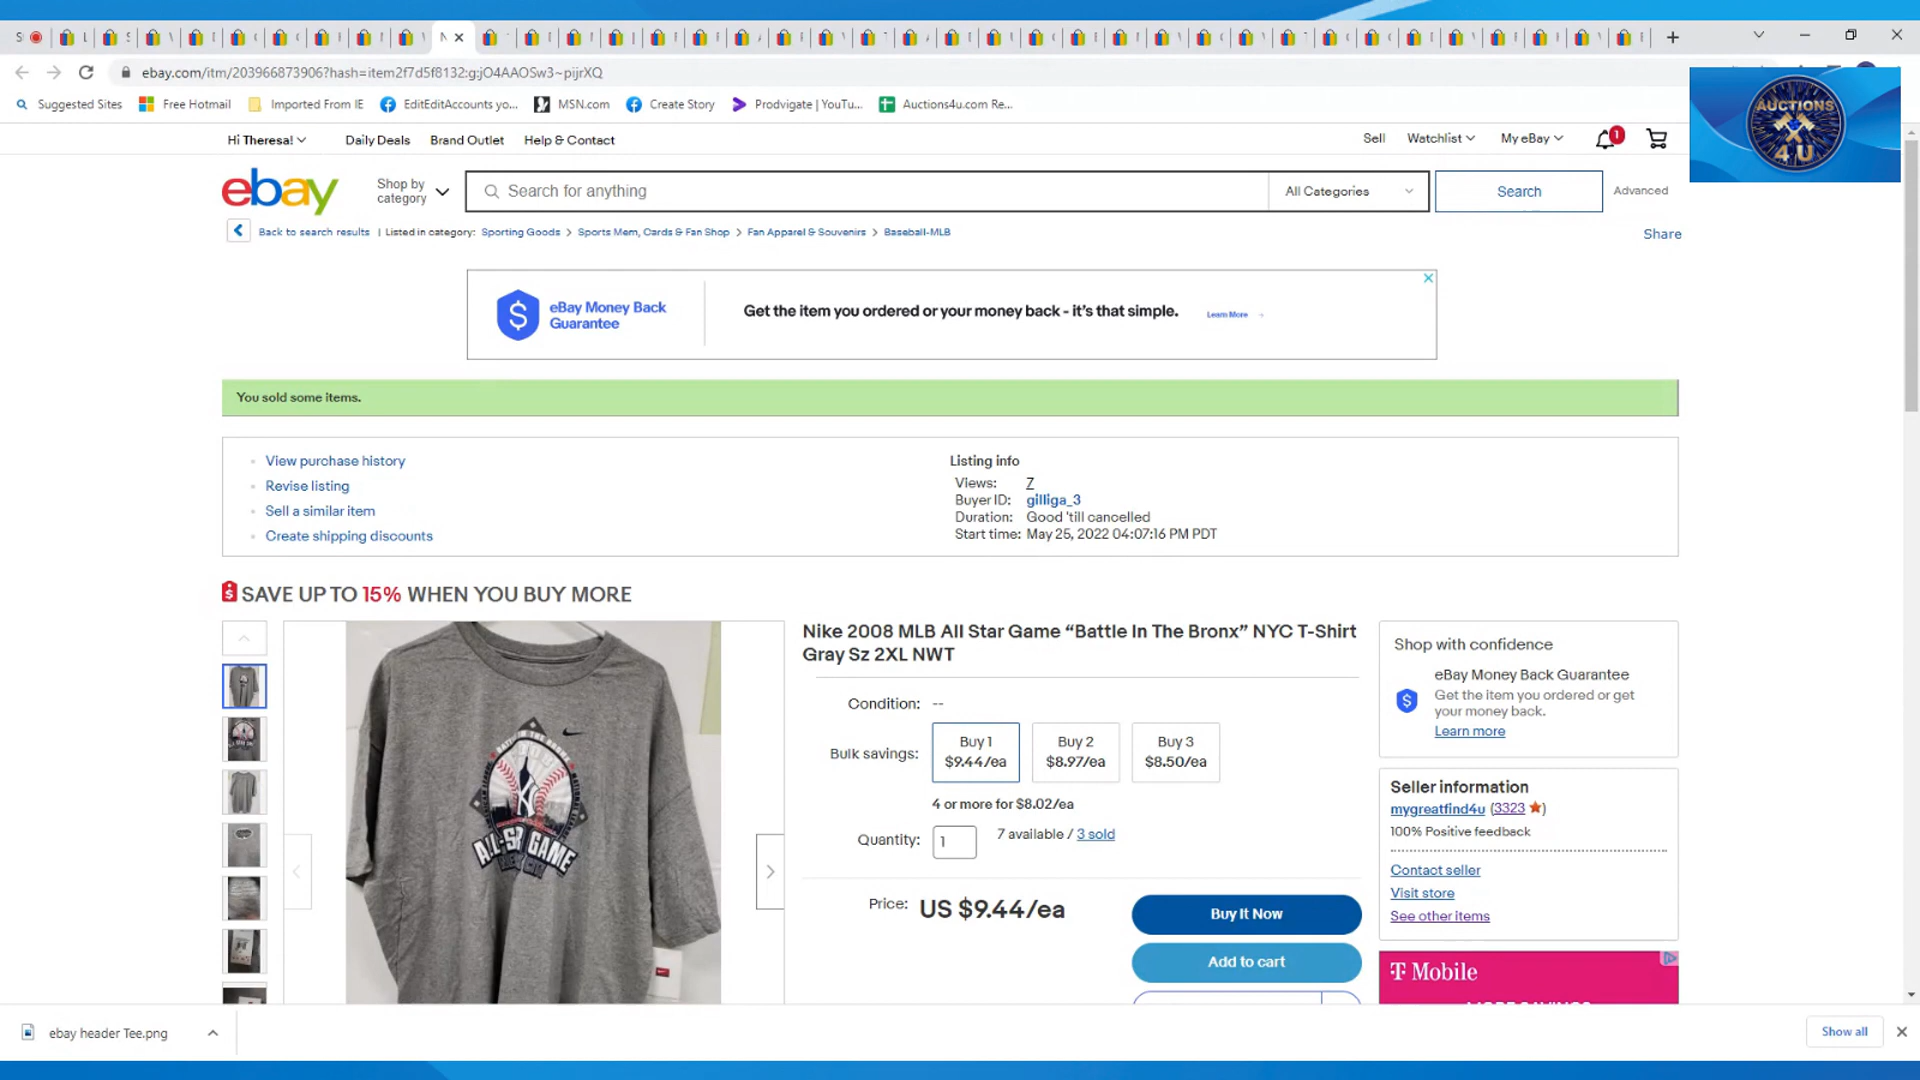 ebay.com/itm/203966873906?hash=item2f7d5f8132:g:jO4AAOSw3~pijrXQ
Suggested Sites Free Hotmail Imported From IE EditEditAccounts yo... MSN.com Create Story Prodvigate | YouTu... Auctions4u.com Re...
AUCTIONS
4 U
Hi Theresa! Daily Deals Brand Outlet Help & Contact Sell Watchlist My eBay 1
ebay Shop by category Search for anything All Categories Search Advanced
Back to search results | Listed in category: Sporting Goods > Sports Mem, Cards & Fan Shop > Fan Apparel & Souvenirs > Baseball-MLB
Share
eBay Money Back
Guarantee
Get the item you ordered or your money back - it's that simple. Learn More →
You sold some items.
View purchase history
Revise listing
Sell a similar item
Create shipping discounts
Listing info
Views: 7
Buyer ID: gilliga_3
Duration: Good 'till cancelled
Start time: May 25, 2022 04:07:16 PM PDT
SAVE UP TO 15% WHEN YOU BUY MORE
ALL-STAR GAME
Nike 2008 MLB All Star Game “Battle In The Bronx” NYC T-Shirt
Gray Sz 2XL NWT
Condition: --
Bulk savings:
Buy 1
$9.44/ea
Buy 2
$8.97/ea
Buy 3
$8.50/ea
4 or more for $8.02/ea
Quantity: 1 7 available / 3 sold
Price: US $9.44/ea
Buy It Now
Add to cart
Shop with confidence
eBay Money Back Guarantee
Get the item you ordered or get
your money back.
Learn more
Seller information
mygreatfind4u (3323 ★)
100% Positive feedback
Contact seller
Visit store
See other items
T Mobile
ebay header Tee.png
Show all